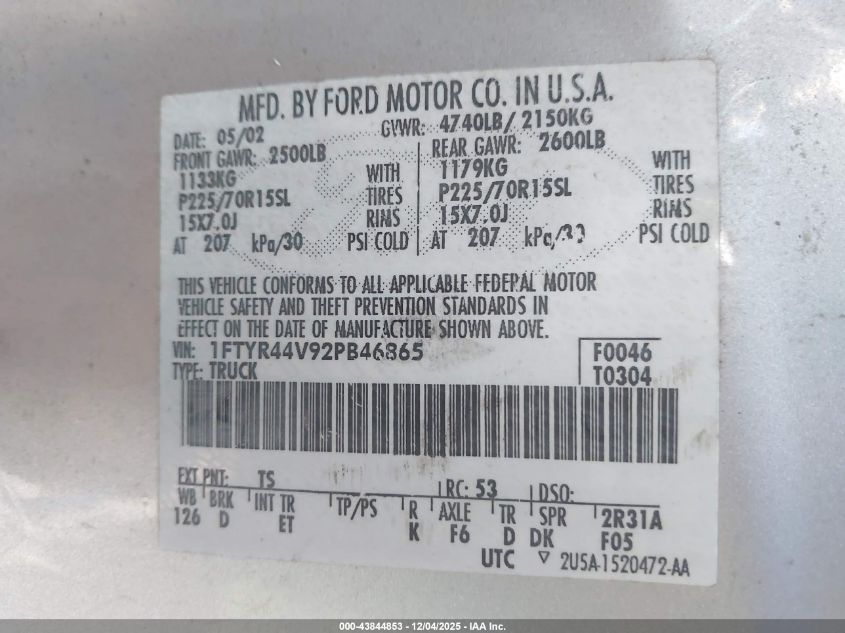 MFD. BY FORD MOTOR CO. IN U.S.A.
DATE: 05/02 GVWR: 4740LB/ 2150KG
FRONT GAWR: 2500LB REAR GAWR: 2600LB
1133KG WITH 1179KG WITH
P225/70R15SL TIRES P225/70R15SL TIRES
15X7.0J RIMS 15X7.0J RIMS
AT 207 kPa/30 PSI COLD AT 207 kPa/30 PSI COLD
THIS VEHICLE CONFORMS TO ALL APPLICABLE FEDERAL MOTOR
VEHICLE SAFETY AND THEFT PREVENTION STANDARDS IN
EFFECT ON THE DATE OF MANUFACTURE SHOWN ABOVE.
VIN: 1FTYR44V92PB46865 F0046
TYPE: TRUCK T0304
EXT PNT: TS RC: 53 DSO:
WB BRK INT TR TP/PS R AXLE TR SPR 2R31A
126 D ET K F6 D DK F05
UTC ▽ 2U5A-1520472-AA
000-43844853 - 12/04/2025 - IAA Inc.